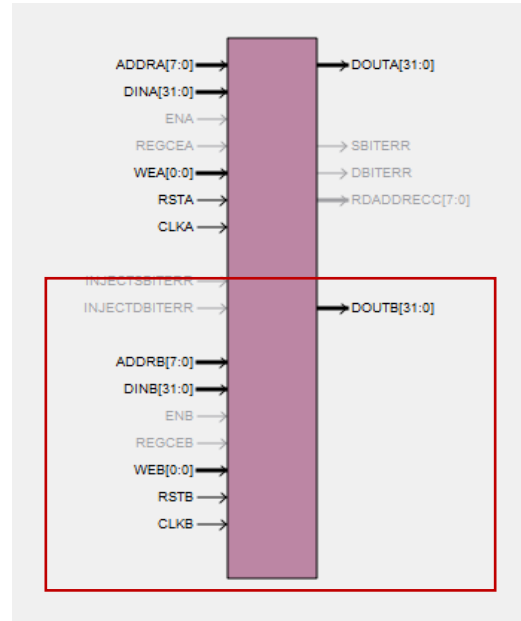 ADDRA[7:0]
DOUTA[31:0]
DINA[31:0]
ENA
REGCEA
SBITERR
WEA[0:0]
DBITERR
RSTA
RDADDRECC[7:0]
CLKA
INJECTSBITERR
INJECTDBITERR
DOUTB[31:0]
ADDRB[7:0]
DINB[31:0]
ENB
REGCEB
WEB[0:0]
RSTB
CLKB